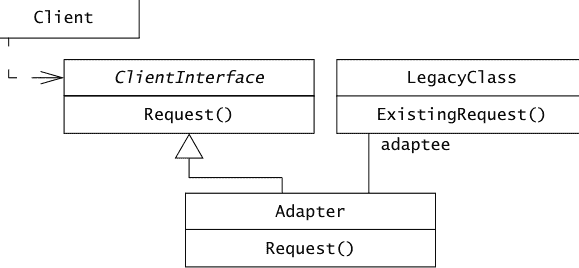 Client
ClientInterface
Request()
LegacyClass
ExistingRequest()
adaptee
Adapter
Request()